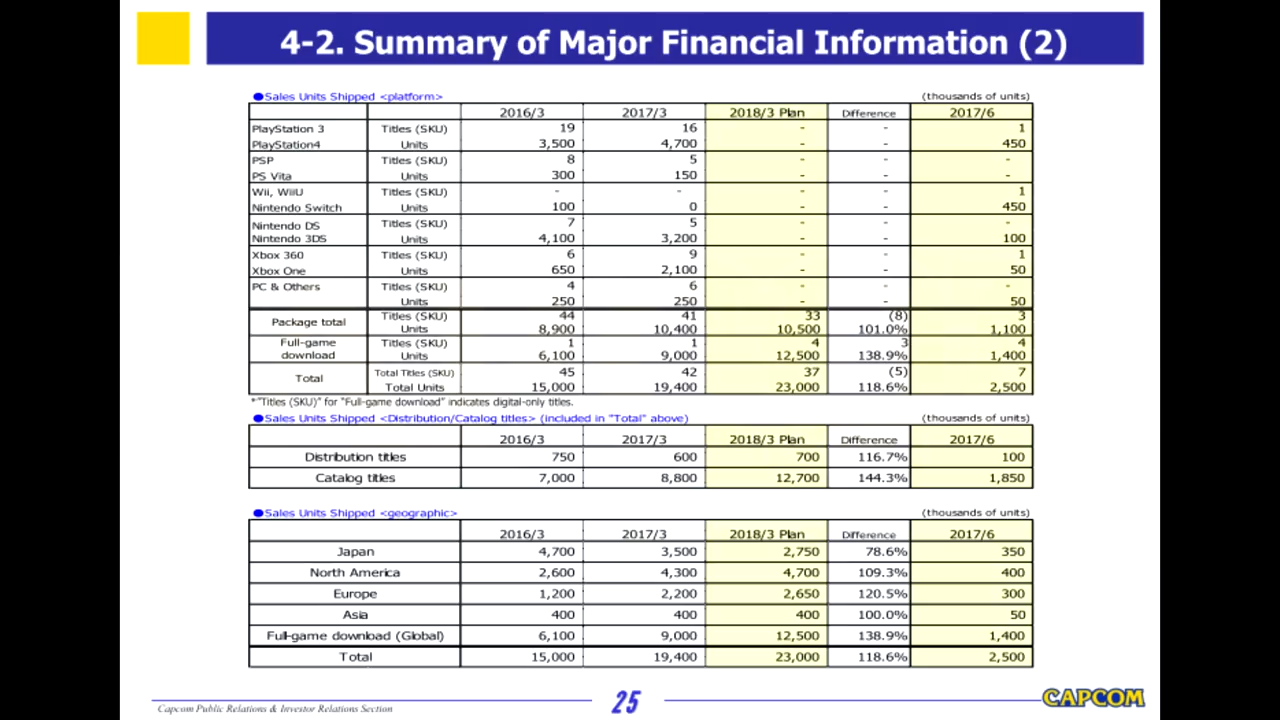 4-2. Summary of Major Financial Information (2)
●Sales Units Shipped <platform> (thousands of units)
2016/3 2017/3 2018/3 Plan Difference 2017/6
PlayStation 3 Titles (SKU) 19 16 - - 1
PlayStation4 Units 3,500 4,700 - - 450
PSP Titles (SKU) 8 5 - - -
PS Vita Units 300 150 - - -
Wii, WiiU Titles (SKU) - - - - 1
Nintendo Switch Units 100 0 - - 450
Nintendo DS Titles (SKU) 7 5 - - -
Nintendo 3DS Units 4,100 3,200 - - 100
Xbox 360 Titles (SKU) 6 9 - - 1
Xbox One Units 650 2,100 - - 50
PC & Others Titles (SKU) 4 6 - - -
Units 250 250 - - 50
Package total Titles (SKU) 44 41 33 (8) 3
Units 8,900 10,400 10,500 101.0% 1,100
Full-game Titles (SKU) 1 1 4 3 4
download Units 6,100 9,000 12,500 138.9% 1,400
Total Total Titles (SKU) 45 42 37 (5) 7
Total Units 15,000 19,400 23,000 118.6% 2,500
*"Titles (SKU)" for "Full-game download" indicates digital-only titles.
●Sales Units Shipped <Distribution/Catalog titles> (included in "Total" above) (thousands of units)
2016/3 2017/3 2018/3 Plan Difference 2017/6
Distribution titles 750 600 700 116.7% 100
Catalog titles 7,000 8,800 12,700 144.3% 1,850
●Sales Units Shipped <geographic> (thousands of units)
2016/3 2017/3 2018/3 Plan Difference 2017/6
Japan 4,700 3,500 2,750 78.6% 350
North America 2,600 4,300 4,700 109.3% 400
Europe 1,200 2,200 2,650 120.5% 300
Asia 400 400 400 100.0% 50
Full-game download (Global) 6,100 9,000 12,500 138.9% 1,400
Total 15,000 19,400 23,000 118.6% 2,500
Capcom Public Relations & Investor Relations Section
25
CAPCOM